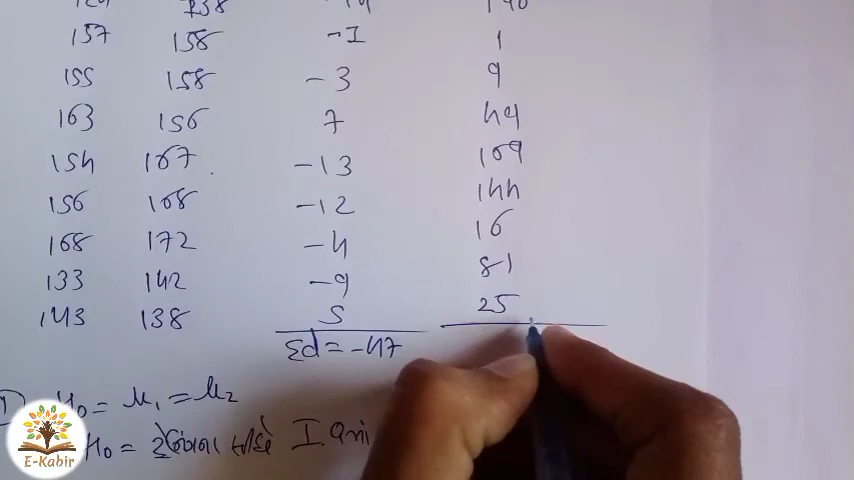 157 158 -1 1
155 158 -3 9
163 156 7 49
154 167 -13 169
156 168 -12 144
168 172 -4 16
133 142 -9 81
143 138 5 25
Σd = -47
H₀ = μ₁ = μ₂
H₀ =
E-Kabir